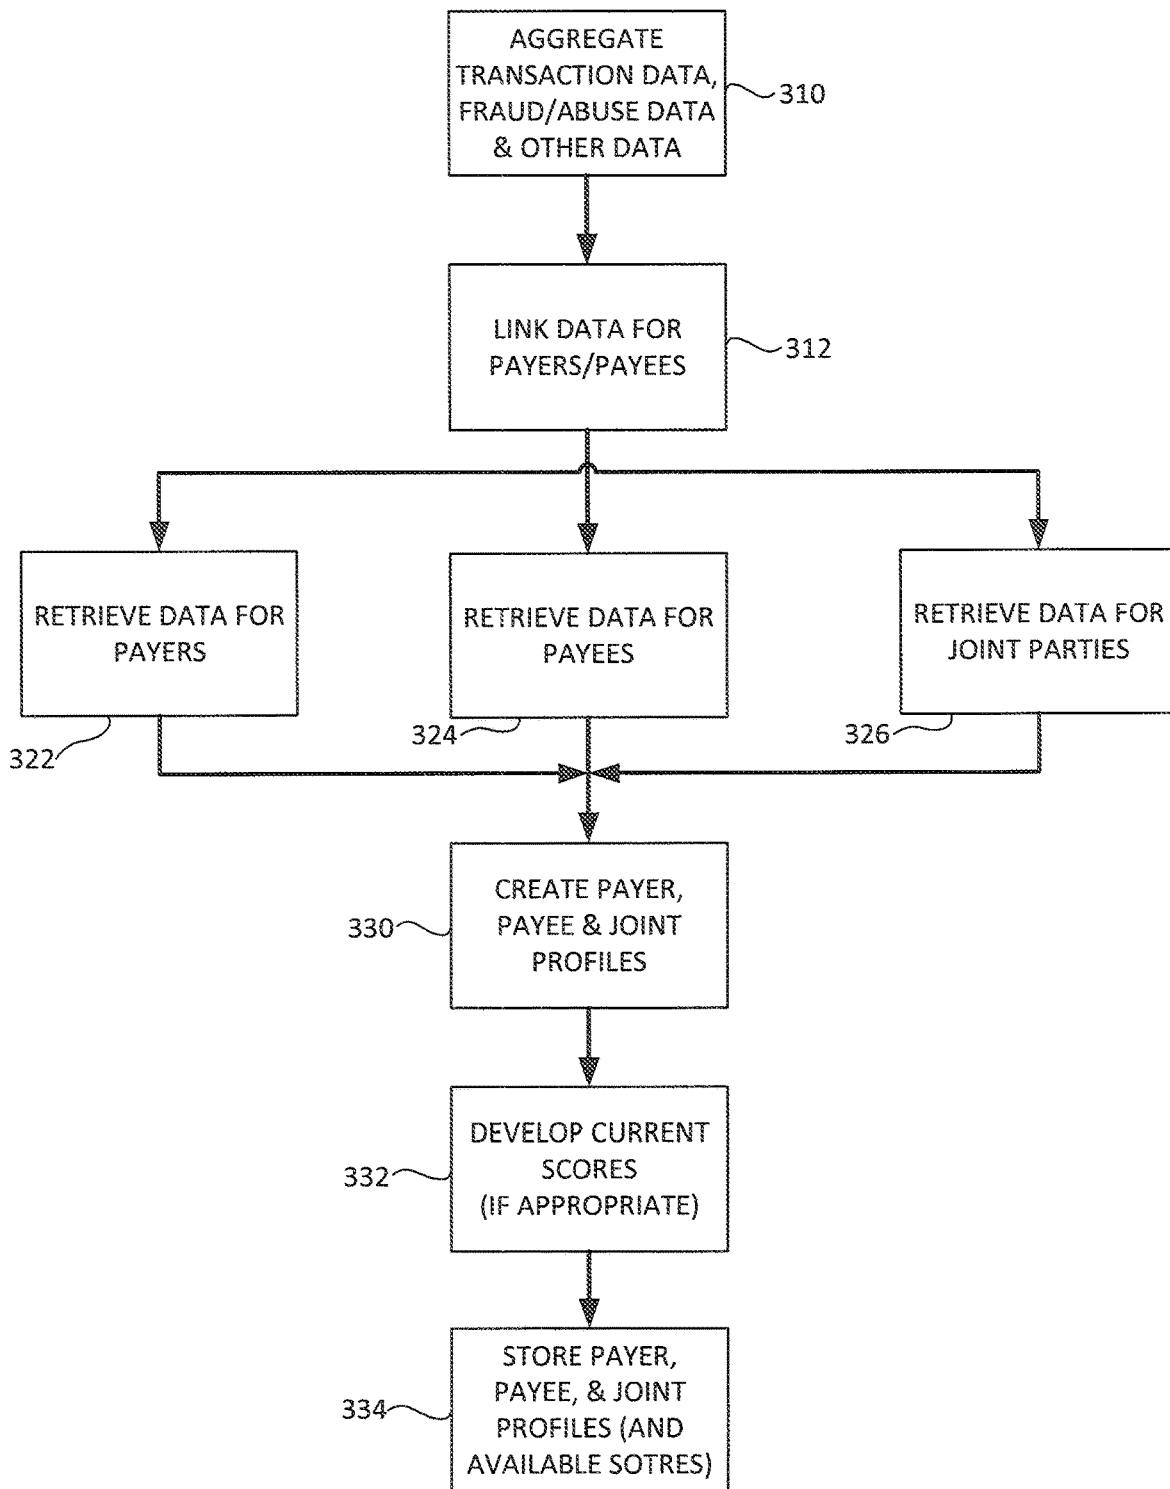 AGGREGATE
TRANSACTION DATA,
FRAUD/ABUSE DATA
& OTHER DATA
310
LINK DATA FOR
PAYERS/PAYEES
312
RETRIEVE DATA FOR
PAYERS
322
RETRIEVE DATA FOR
PAYEES
324
RETRIEVE DATA FOR
JOINT PARTIES
326
CREATE PAYER,
PAYEE & JOINT
PROFILES
330
DEVELOP CURRENT
SCORES
(IF APPROPRIATE)
332
STORE PAYER,
PAYEE, & JOINT
PROFILES (AND
AVAILABLE SOTRES)
334